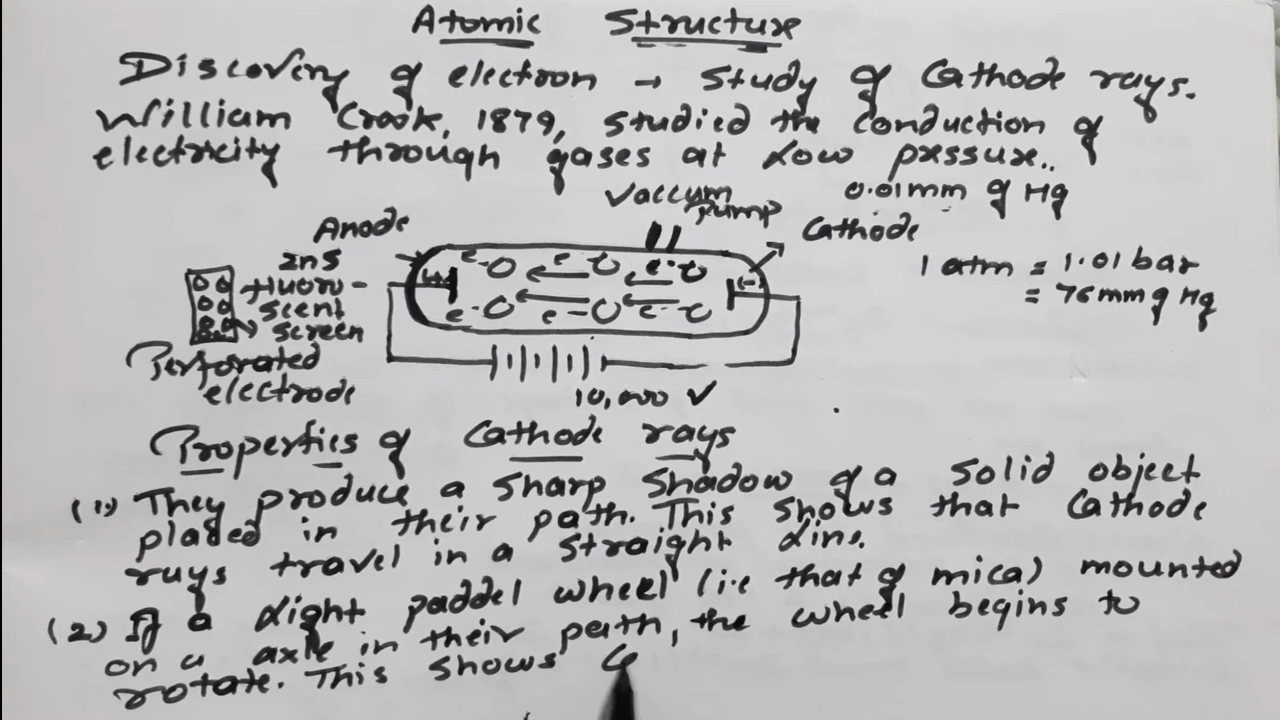 Atomic Structure
Discovery of electron → Study of Cathode rays.
William Crook, 1879, studied the conduction of
electricity through gases at low pressure..
0.01mm of Hg
Vaccum
Pump
Anode
Cathode
ZnS
Fluoro-
scent
screen
e- e- e-
(+) (-)
e- e- e-
1 atm = 1.01 bar
= 76 mm of Hg
Perforated
electrode
10,000 V
Properties of Cathode rays
(1) They produce a sharp shadow of a solid object
placed in their path. This shows that Cathode
rays travel in a straight line.
(2) If a light paddel wheel (i.e that of mica) mounted
on a axle in their path, the wheel begins to
rotate. This shows